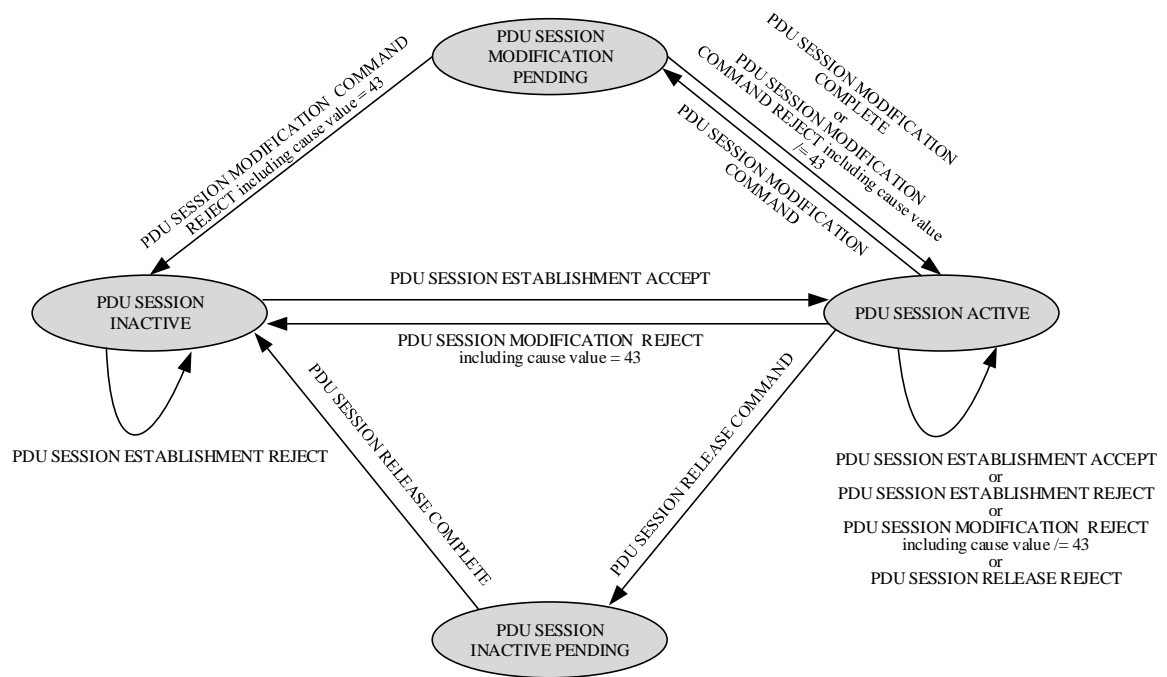 PDU SESSION
MODIFICATION
PENDING
PDU SESSION MODIFICATION COMMAND
REJECT including cause value = 43
PDU SESSION MODIFICATION
COMPLETE
or
PDU SESSION MODIFICATION
COMMAND REJECT including cause value
/= 43
PDU SESSION MODIFICATION
COMMAND
PDU SESSION
INACTIVE
PDU SESSION ESTABLISHMENT ACCEPT
PDU SESSION ACTIVE
PDU SESSION MODIFICATION REJECT
including cause value = 43
PDU SESSION ESTABLISHMENT REJECT
PDU SESSION RELEASE COMPLETE
PDU SESSION RELEASE COMMAND
PDU SESSION ESTABLISHMENT ACCEPT
or
PDU SESSION ESTABLISHMENT REJECT
or
PDU SESSION MODIFICATION REJECT
including cause value /= 43
or
PDU SESSION RELEASE REJECT
PDU SESSION
INACTIVE PENDING